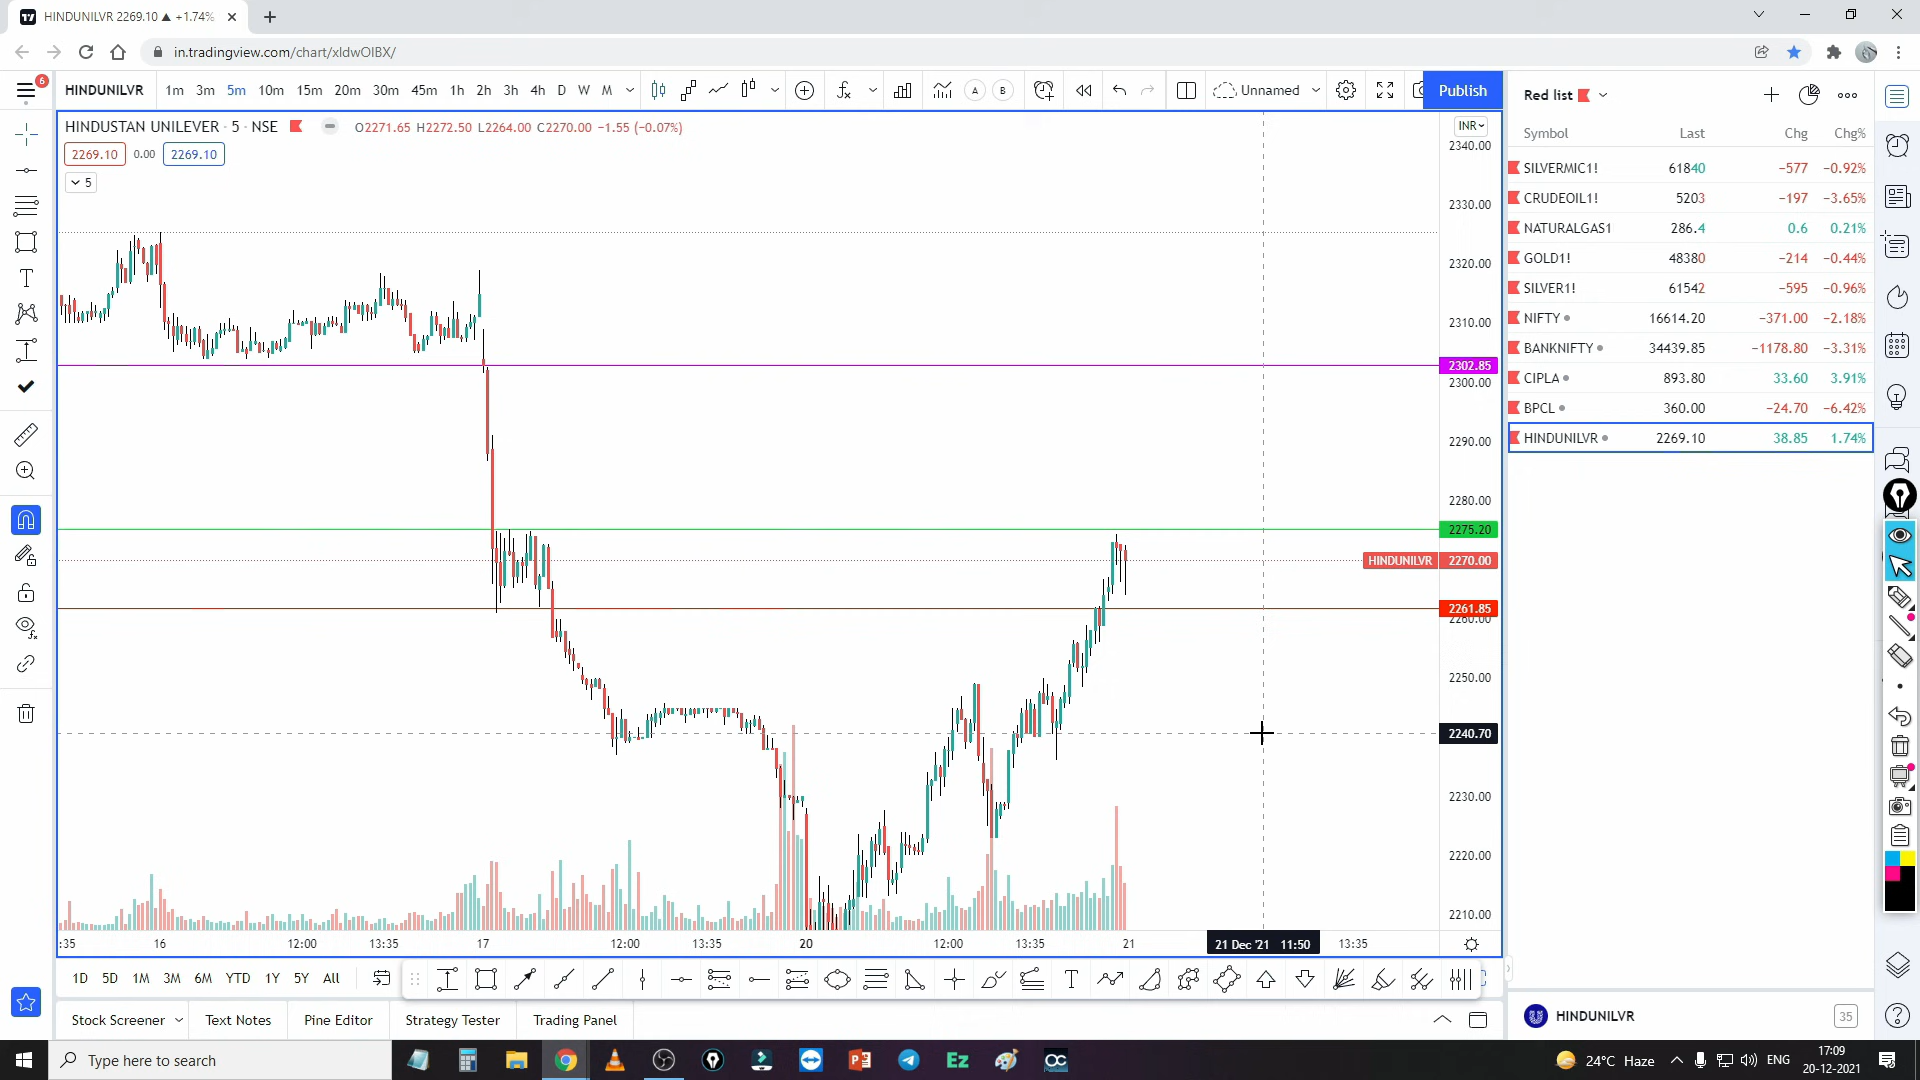 HINDUNILVR 2269.10 ▲ +1.74%
in.tradingview.com/chart/xldwOIBX/
6
HINDUNILVR 1m 3m 5m 10m 15m 20m 30m 45m 1h 2h 3h 4h D W M A B Unnamed Publish
HINDUSTAN UNILEVER · 5 · NSE O2271.65 H2272.50 L2264.00 C2270.00 −1.55 (−0.07%)
2269.10 0.00 2269.10
5
INR
2340.00
2330.00
2320.00
2310.00
2302.85
2300.00
2290.00
2280.00
2275.20
HINDUNILVR 2270.00
2261.85
2260.00
2250.00
2240.70
2230.00
2220.00
2210.00
:35 16 12:00 13:35 17 12:00 13:35 20 12:00 13:35 21 21 Dec '21 11:50 13:35
Red list
Symbol Last Chg Chg%
SILVERMIC1! 61840 −577 −0.92%
CRUDEOIL1! 5203 −197 −3.65%
NATURALGAS1 286.4 0.6 0.21%
GOLD1! 48380 −214 −0.44%
SILVER1! 61542 −595 −0.96%
NIFTY 16614.20 −371.00 −2.18%
BANKNIFTY 34439.85 −1178.80 −3.31%
CIPLA 893.80 33.60 3.91%
BPCL 360.00 −24.70 −6.42%
HINDUNILVR 2269.10 38.85 1.74%
1D 5D 1M 3M 6M YTD 1Y 5Y All
T
Stock Screener Text Notes Pine Editor Strategy Tester Trading Panel
HINDUNILVR 35
Type here to search
Ez
OC
24°C Haze ENG 17:09
20-12-2021